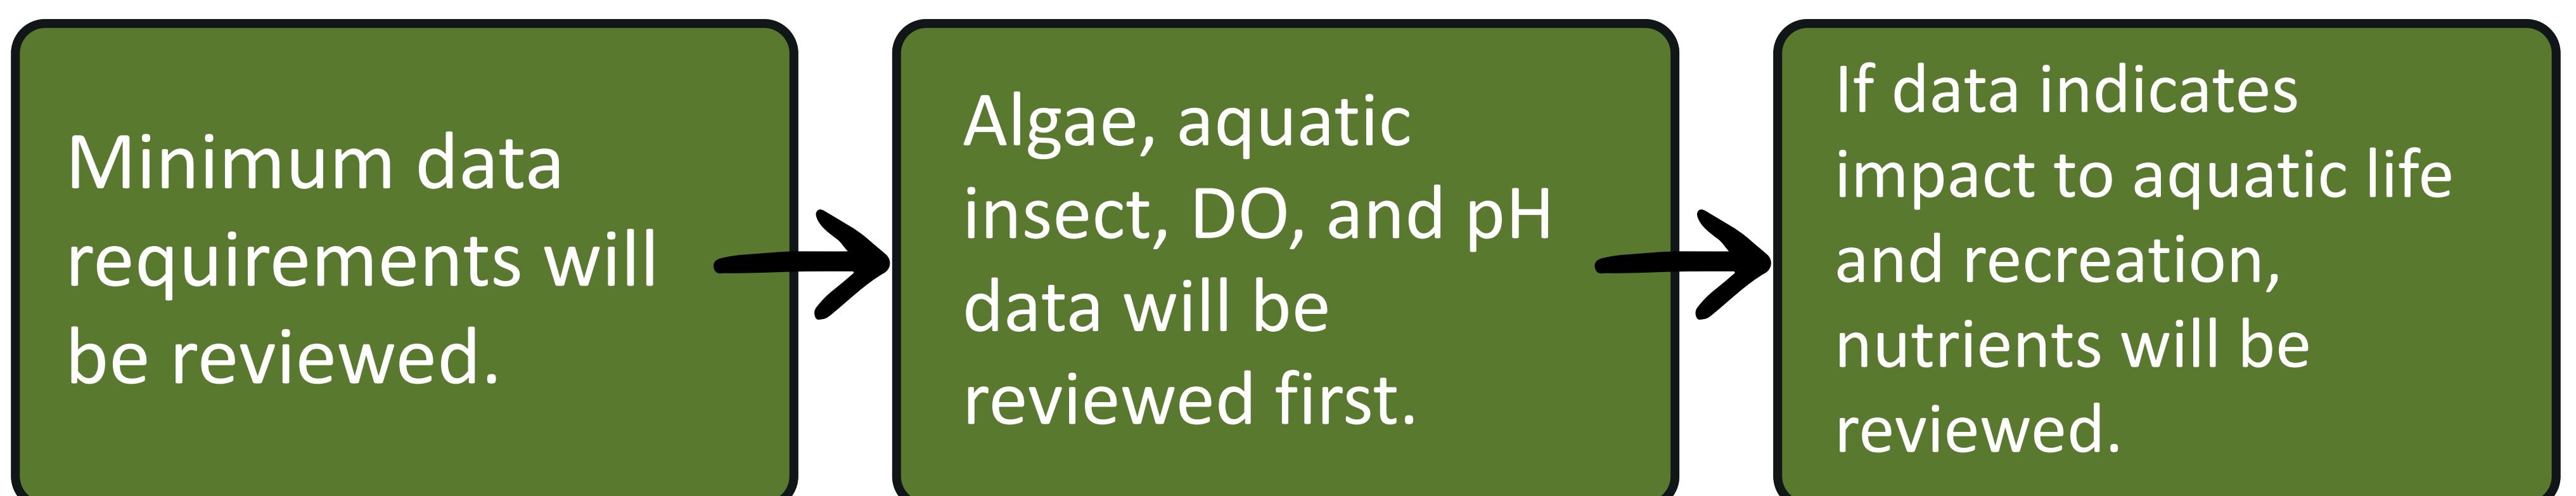 Minimum data
requirements will
be reviewed.
Algae, aquatic
insect, DO, and pH
data will be
reviewed first.
If data indicates
impact to aquatic life
and recreation,
nutrients will be
reviewed.